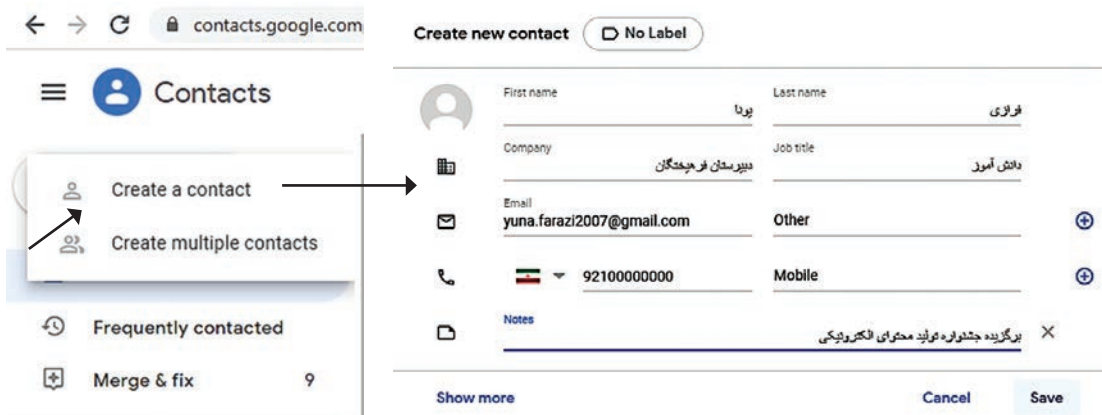 contacts.google.com
Contacts
Create a contact
Create multiple contacts
Frequently contacted
Merge & fix 9
Create new contact No Label
First name Last name
یونا فرازی
Company Job title
دبیرستان فرهیختگان دانش آموز
Email
yuna.farazi2007@gmail.com Other
92100000000 Mobile
Notes
برگزیده جشنواره تولید محتوای الکترونیکی
Show more Cancel Save